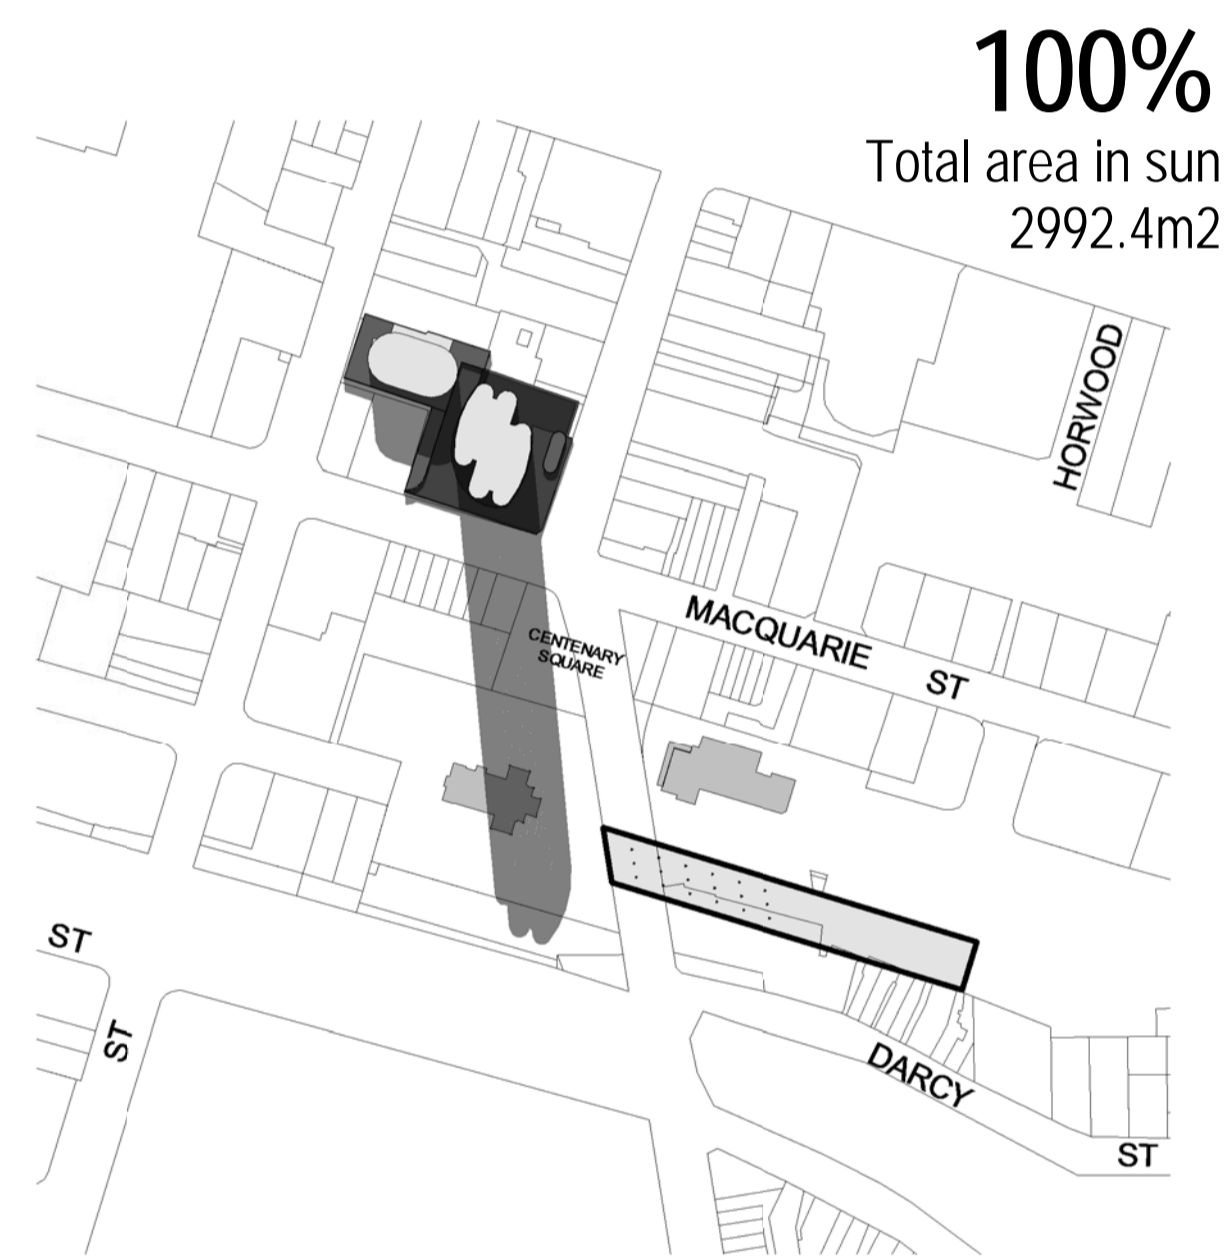 100%
Total area in sun
2992.4m2
HORWOOD
MACQUARIE ST
CENTENARY
SQUARE
ST
ST
DARCY
ST